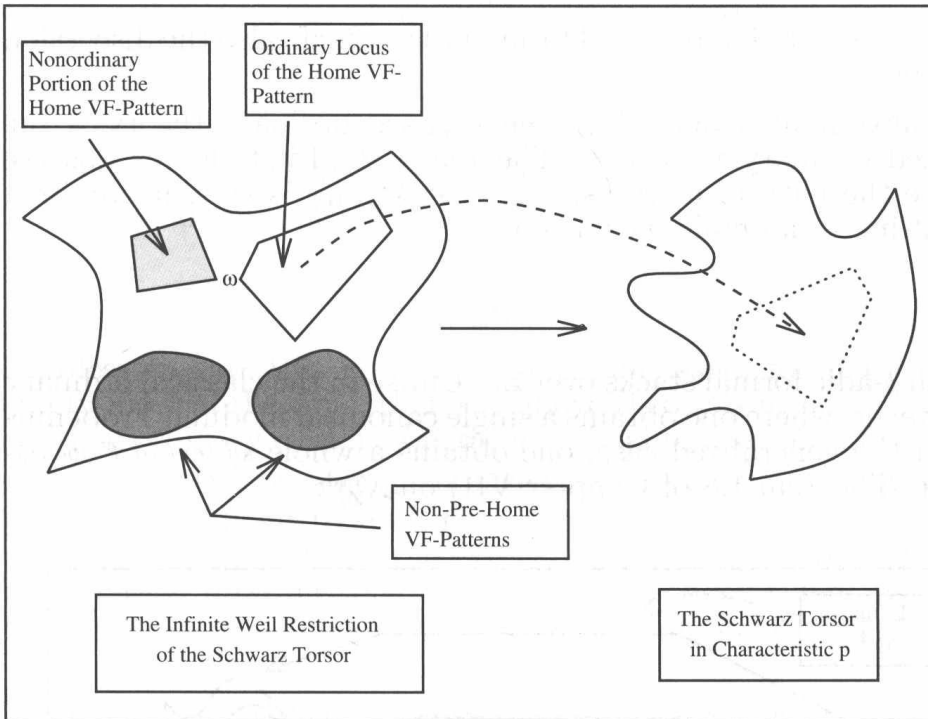 Nonordinary
Portion of the
Home VF-Pattern
Ordinary Locus
of the Home VF-
Pattern
ω
Non-Pre-Home
VF-Patterns
The Infinite Weil Restriction
of the Schwarz Torsor
The Schwarz Torsor
in Characteristic p